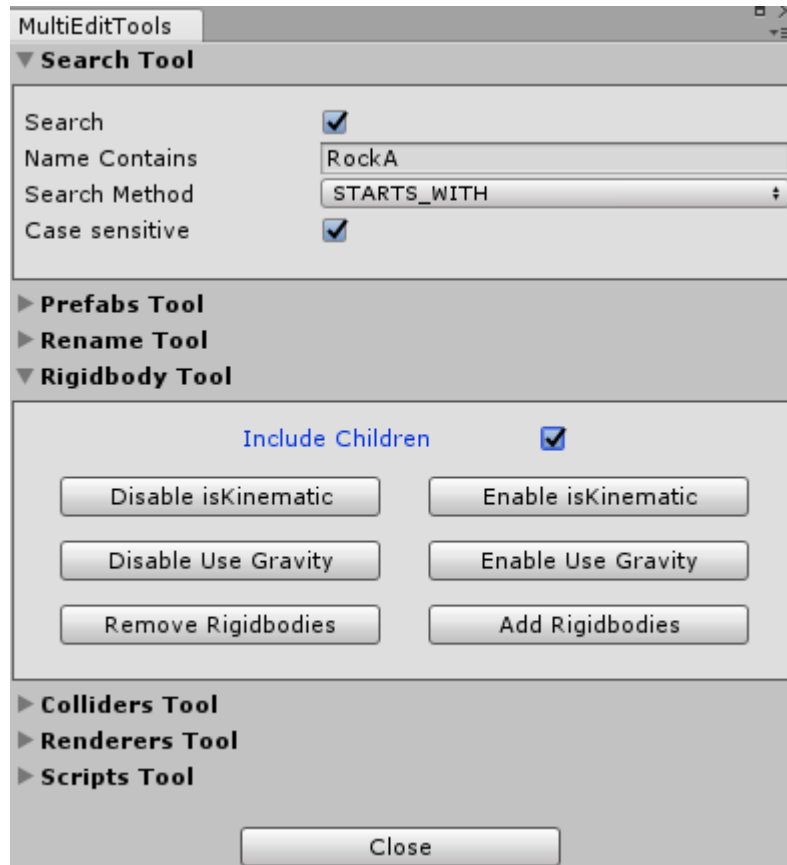 MultiEditTools
Search Tool
Search
Name Contains RockA
Search Method STARTS_WITH
Case sensitive
Prefabs Tool
Rename Tool
Rigidbody Tool
Include Children
Disable isKinematic Enable isKinematic
Disable Use Gravity Enable Use Gravity
Remove Rigidbodies Add Rigidbodies
Colliders Tool
Renderers Tool
Scripts Tool
Close